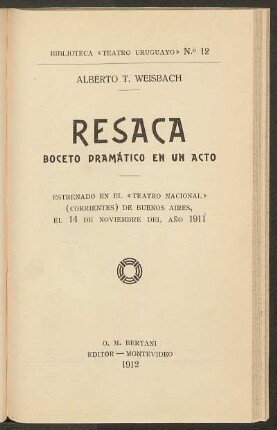 BIBLIOTECA «TEATRO URUGUAYO» N.º 12
ALBERTO T. WEISBACH
RESACA
BOCETO DRAMÁTICO EN UN ACTO
ESTRENADO EN EL «TEATRO NACIONAL»
(CORRIENTES) DE BUENOS AIRES,
EL 14 DE NOVIEMBRE DEL AÑO 1911
O. M. BERTANI
EDITOR — MONTEVIDEO
1912